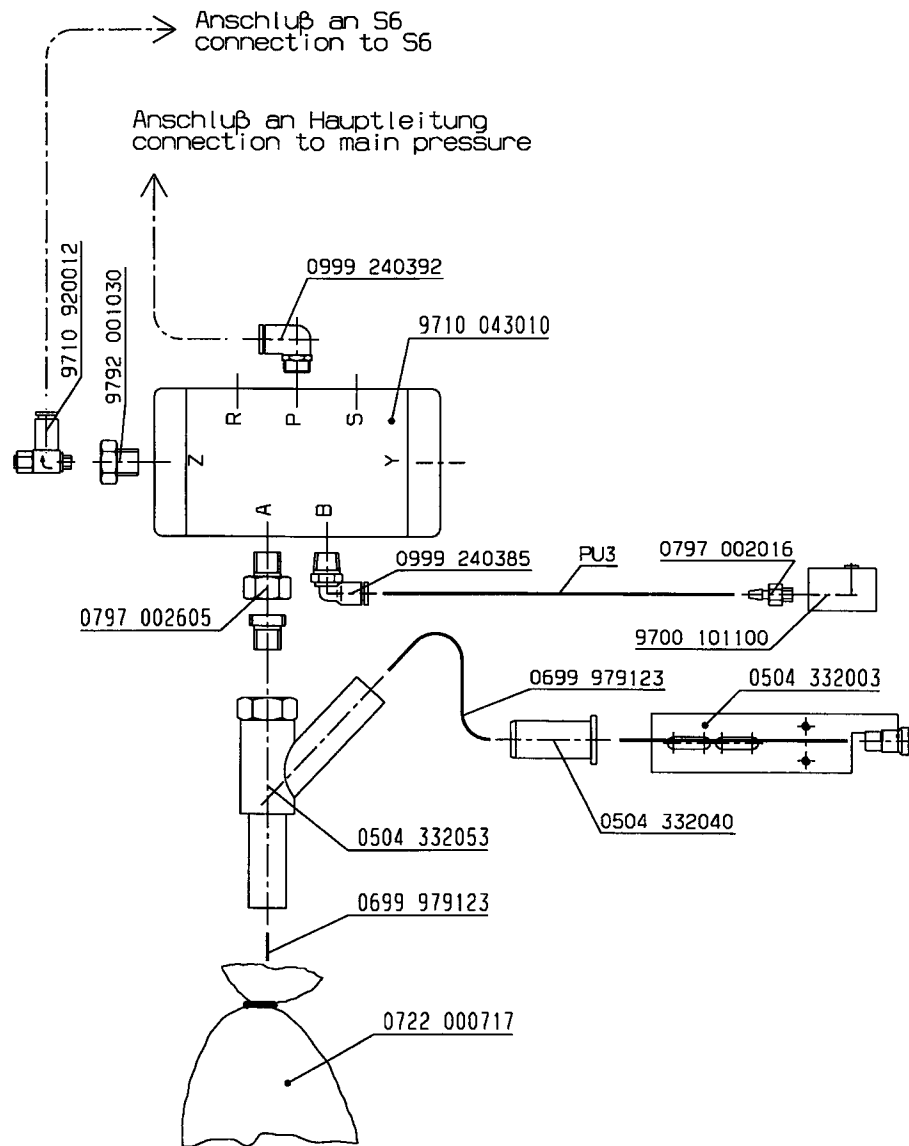 Anschluß an S6
connection to S6
Anschluß an Hauptleitung
connection to main pressure
9710 920012
9792 001030
0999 240392
9710 043010
R
P
S
Z
Y
A
B
0999 240385
PU3
0797 002016
0797 002605
9700 101100
0699 979123
0504 332003
0504 332040
0504 332053
0699 979123
0722 000717